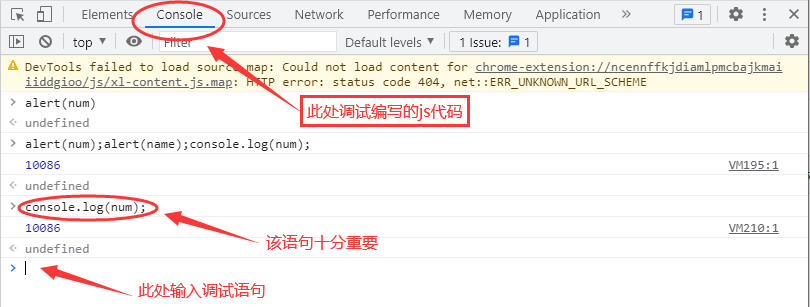 Elements Console Sources Network Performance Memory Security » 1
top ▼ Filter Default levels ▼ 1 Issue: 1
DevTools failed to load source map: Could not load content for chrome-extension://ncennffkjdiamlpmcbajkmai
iiddgioo/js/xl-content.js.map: HTTP error: status code 404, net::ERR_UNKNOWN_URL_SCHEME
> alert(num)
此处调试编写的js代码
undefined
> alert(num);alert(name);console.log(num);
10086 VM195:1
undefined
> console.log(num);
10086 VM210:1
该语句十分重要
undefined
>
此处输入调试语句